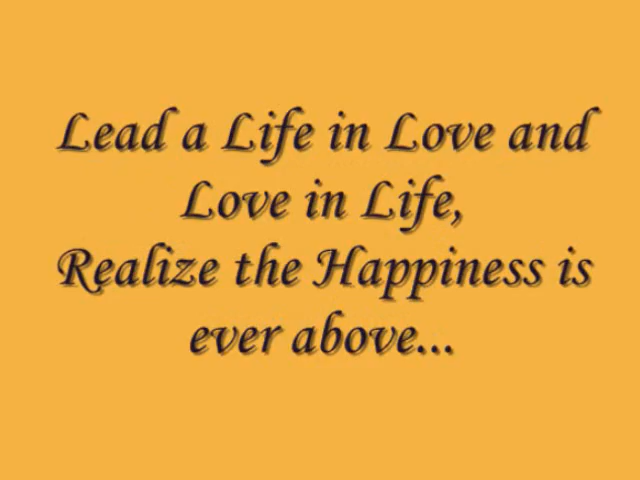 Lead a Life in Love and
Love in Life,
Realize the Happiness is
ever above...